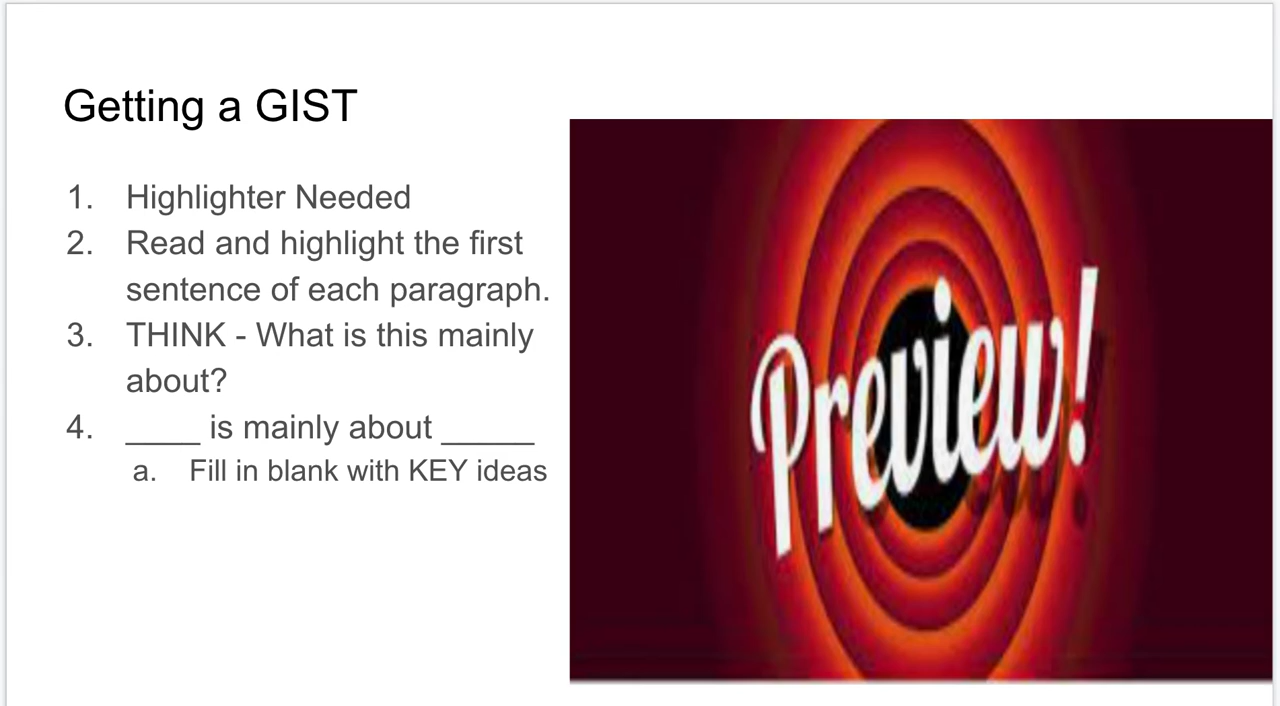 Getting a GIST
1. Highlighter Needed
2. Read and highlight the first
sentence of each paragraph.
3. THINK - What is this mainly
about?
4. ____ is mainly about _____
a. Fill in blank with KEY ideas
Preview!